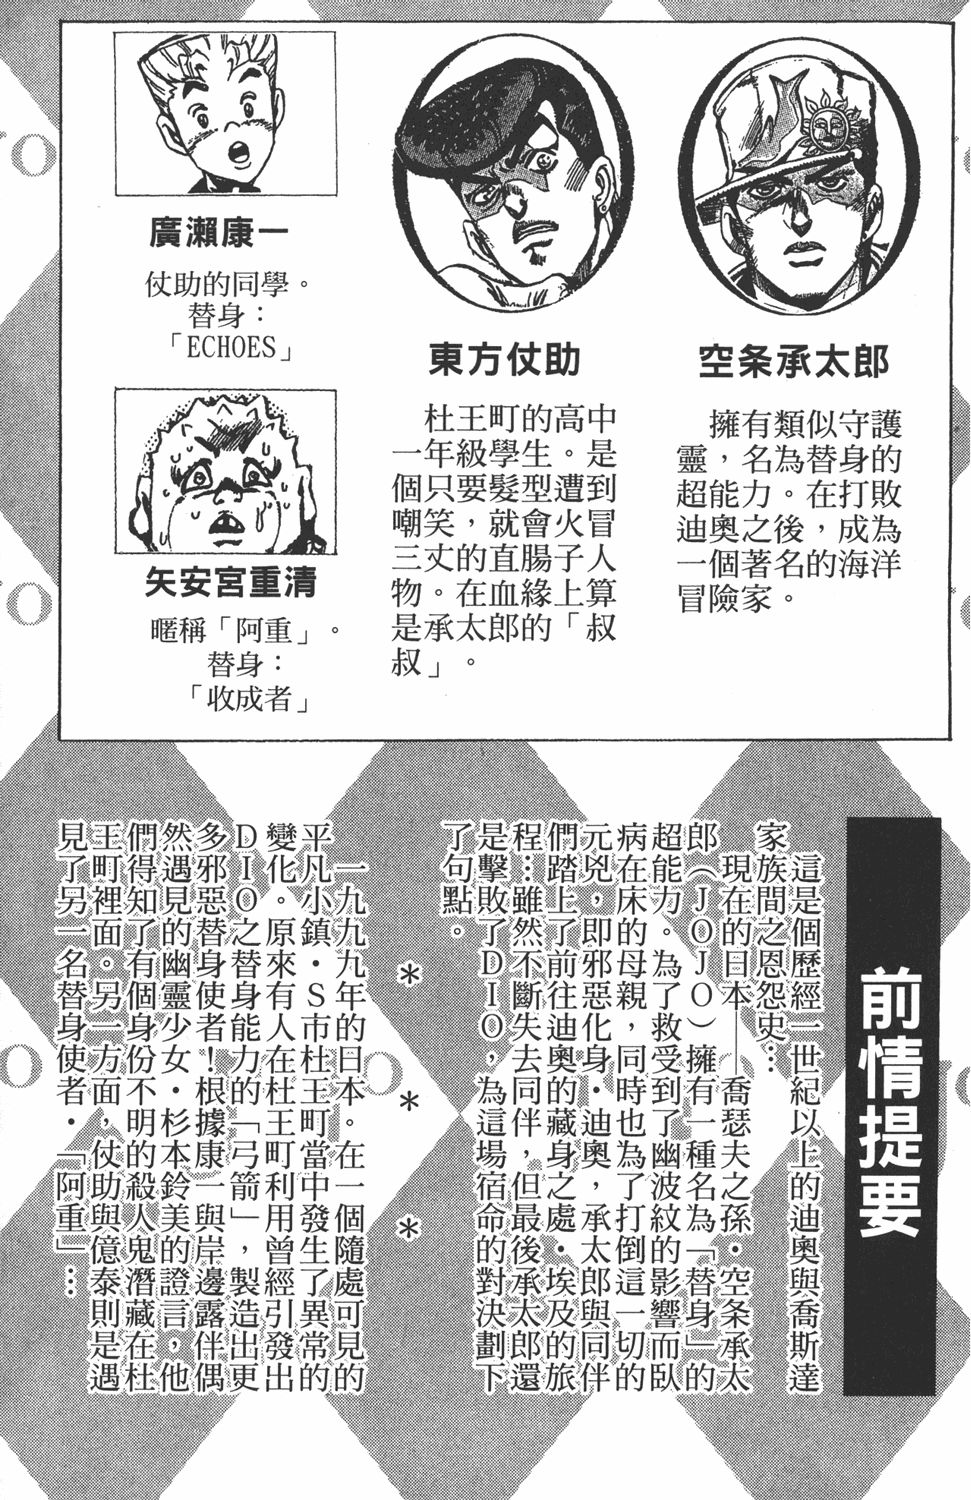 空条承太郎
擁有類似守護
靈，名為替身的
超能力。在打敗
迪奧之後，成為
一個著名的海洋
冒險家。
東方仗助
杜王町的高中
一年級學生。是
個只要髮型遭到
嘲笑，就會火冒
三丈的直腸子人
物。在血緣上算
是承太郎的「叔
叔」。
廣瀨康一
仗助的同學。
替身：
「ECHOES」
矢安宮重清
暱稱「阿重」。
替身：
「收成者」
前情提要
這是個歷經一世紀以上的迪奧與喬斯達
家族間之恩怨史…
現在的日本——喬瑟夫之孫・空条承太
郎（JOJO）擁有一種名為「替身」的
超能力。為了救受到了幽波紋的影響而臥
病在床的母親，同時也為了打倒這一切的
元兇，即邪惡化身・迪奧，承太郎與同伴
們踏上了前往迪奧的藏身之處・埃及的旅
程…雖然不斷失去同伴，但最後承太郎還
是擊敗了DIO，為這場宿命的對決劃下
了句點。
＊　＊　＊
一九九九年的日本。在一個隨處可見的
平凡小鎮・S市杜王町當中發生了異常的
變化。原來有人在杜王町利用曾經引發出
DIO之替身能力的「弓箭」，製造出更
多邪惡替身使者！根據康一與岸邊露伴偶
然遇見的幽靈少女・杉本鈴美的證言，他
們得知了有個身份不明的殺人鬼潛藏在杜
王町裡面。另一方面，仗助與億泰則是遇
見了另一名替身使者・「阿重」…